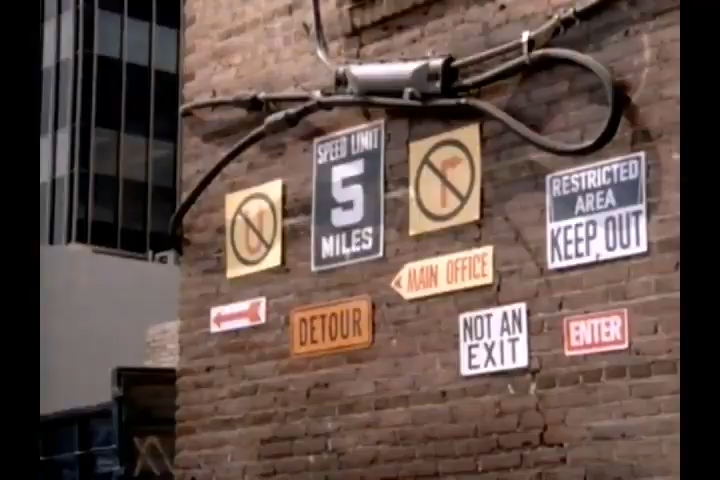 U
SPEED LIMIT
5
MILES
RESTRICTED
AREA
KEEP OUT
MAIN OFFICE
DETOUR
NOT AN
EXIT
ENTER